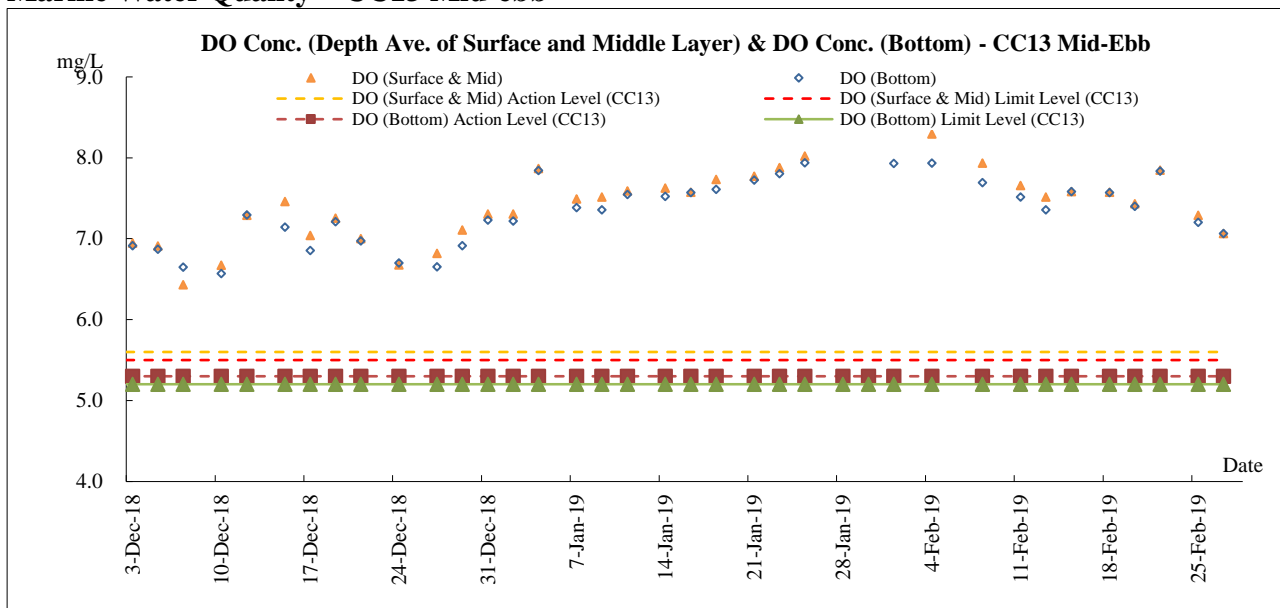 Marine Water Quality – CC13 Mid-ebb
DO Conc. (Depth Ave. of Surface and Middle Layer) & DO Conc. (Bottom) - CC13 Mid-Ebb
mg/L
DO (Surface & Mid)
DO (Bottom)
DO (Surface & Mid) Action Level (CC13)
DO (Surface & Mid) Limit Level (CC13)
DO (Bottom) Action Level (CC13)
DO (Bottom) Limit Level (CC13)
9.0
8.0
7.0
6.0
5.0
4.0
Date
3-Dec-18
10-Dec-18
17-Dec-18
24-Dec-18
31-Dec-18
7-Jan-19
14-Jan-19
21-Jan-19
28-Jan-19
4-Feb-19
11-Feb-19
18-Feb-19
25-Feb-19